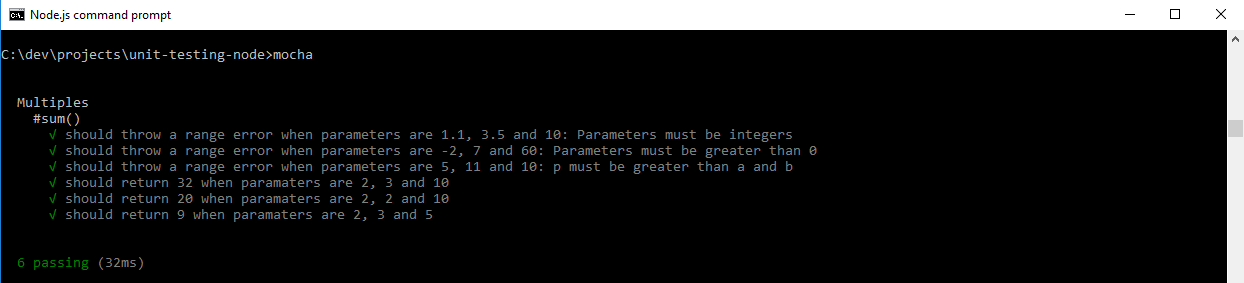 Node.js command prompt
C:\dev\projects\unit-testing-node>mocha
Multiples
#sum()
√ should throw a range error when parameters are 1.1, 3.5 and 10: Parameters must be integers
√ should throw a range error when parameters are -2, 7 and 60: Parameters must be greater than 0
√ should throw a range error when parameters are 5, 11 and 10: p must be greater than a and b
√ should return 32 when paramaters are 2, 3 and 10
√ should return 20 when paramaters are 2, 2 and 10
√ should return 9 when paramaters are 2, 3 and 5
6 passing (32ms)